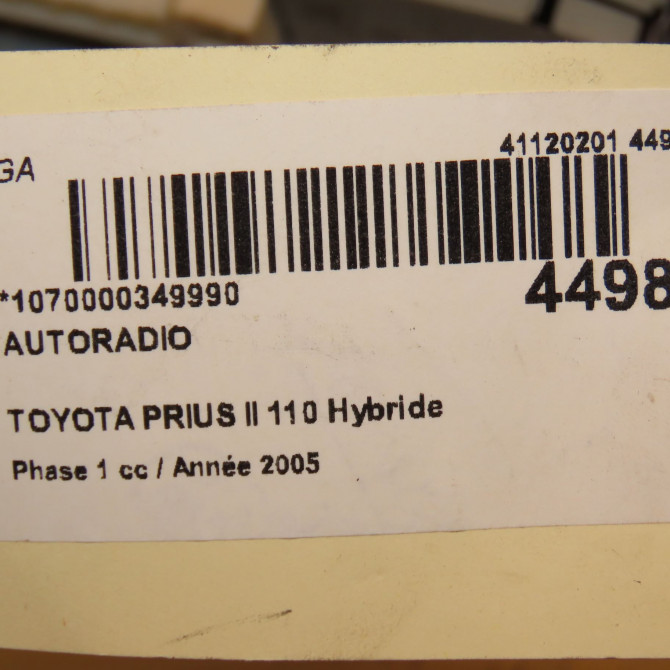 GA
41120201 449
*1070000349990
4498
AUTORADIO
TOYOTA PRIUS II 110 Hybride
Phase 1 cc / Année 2005